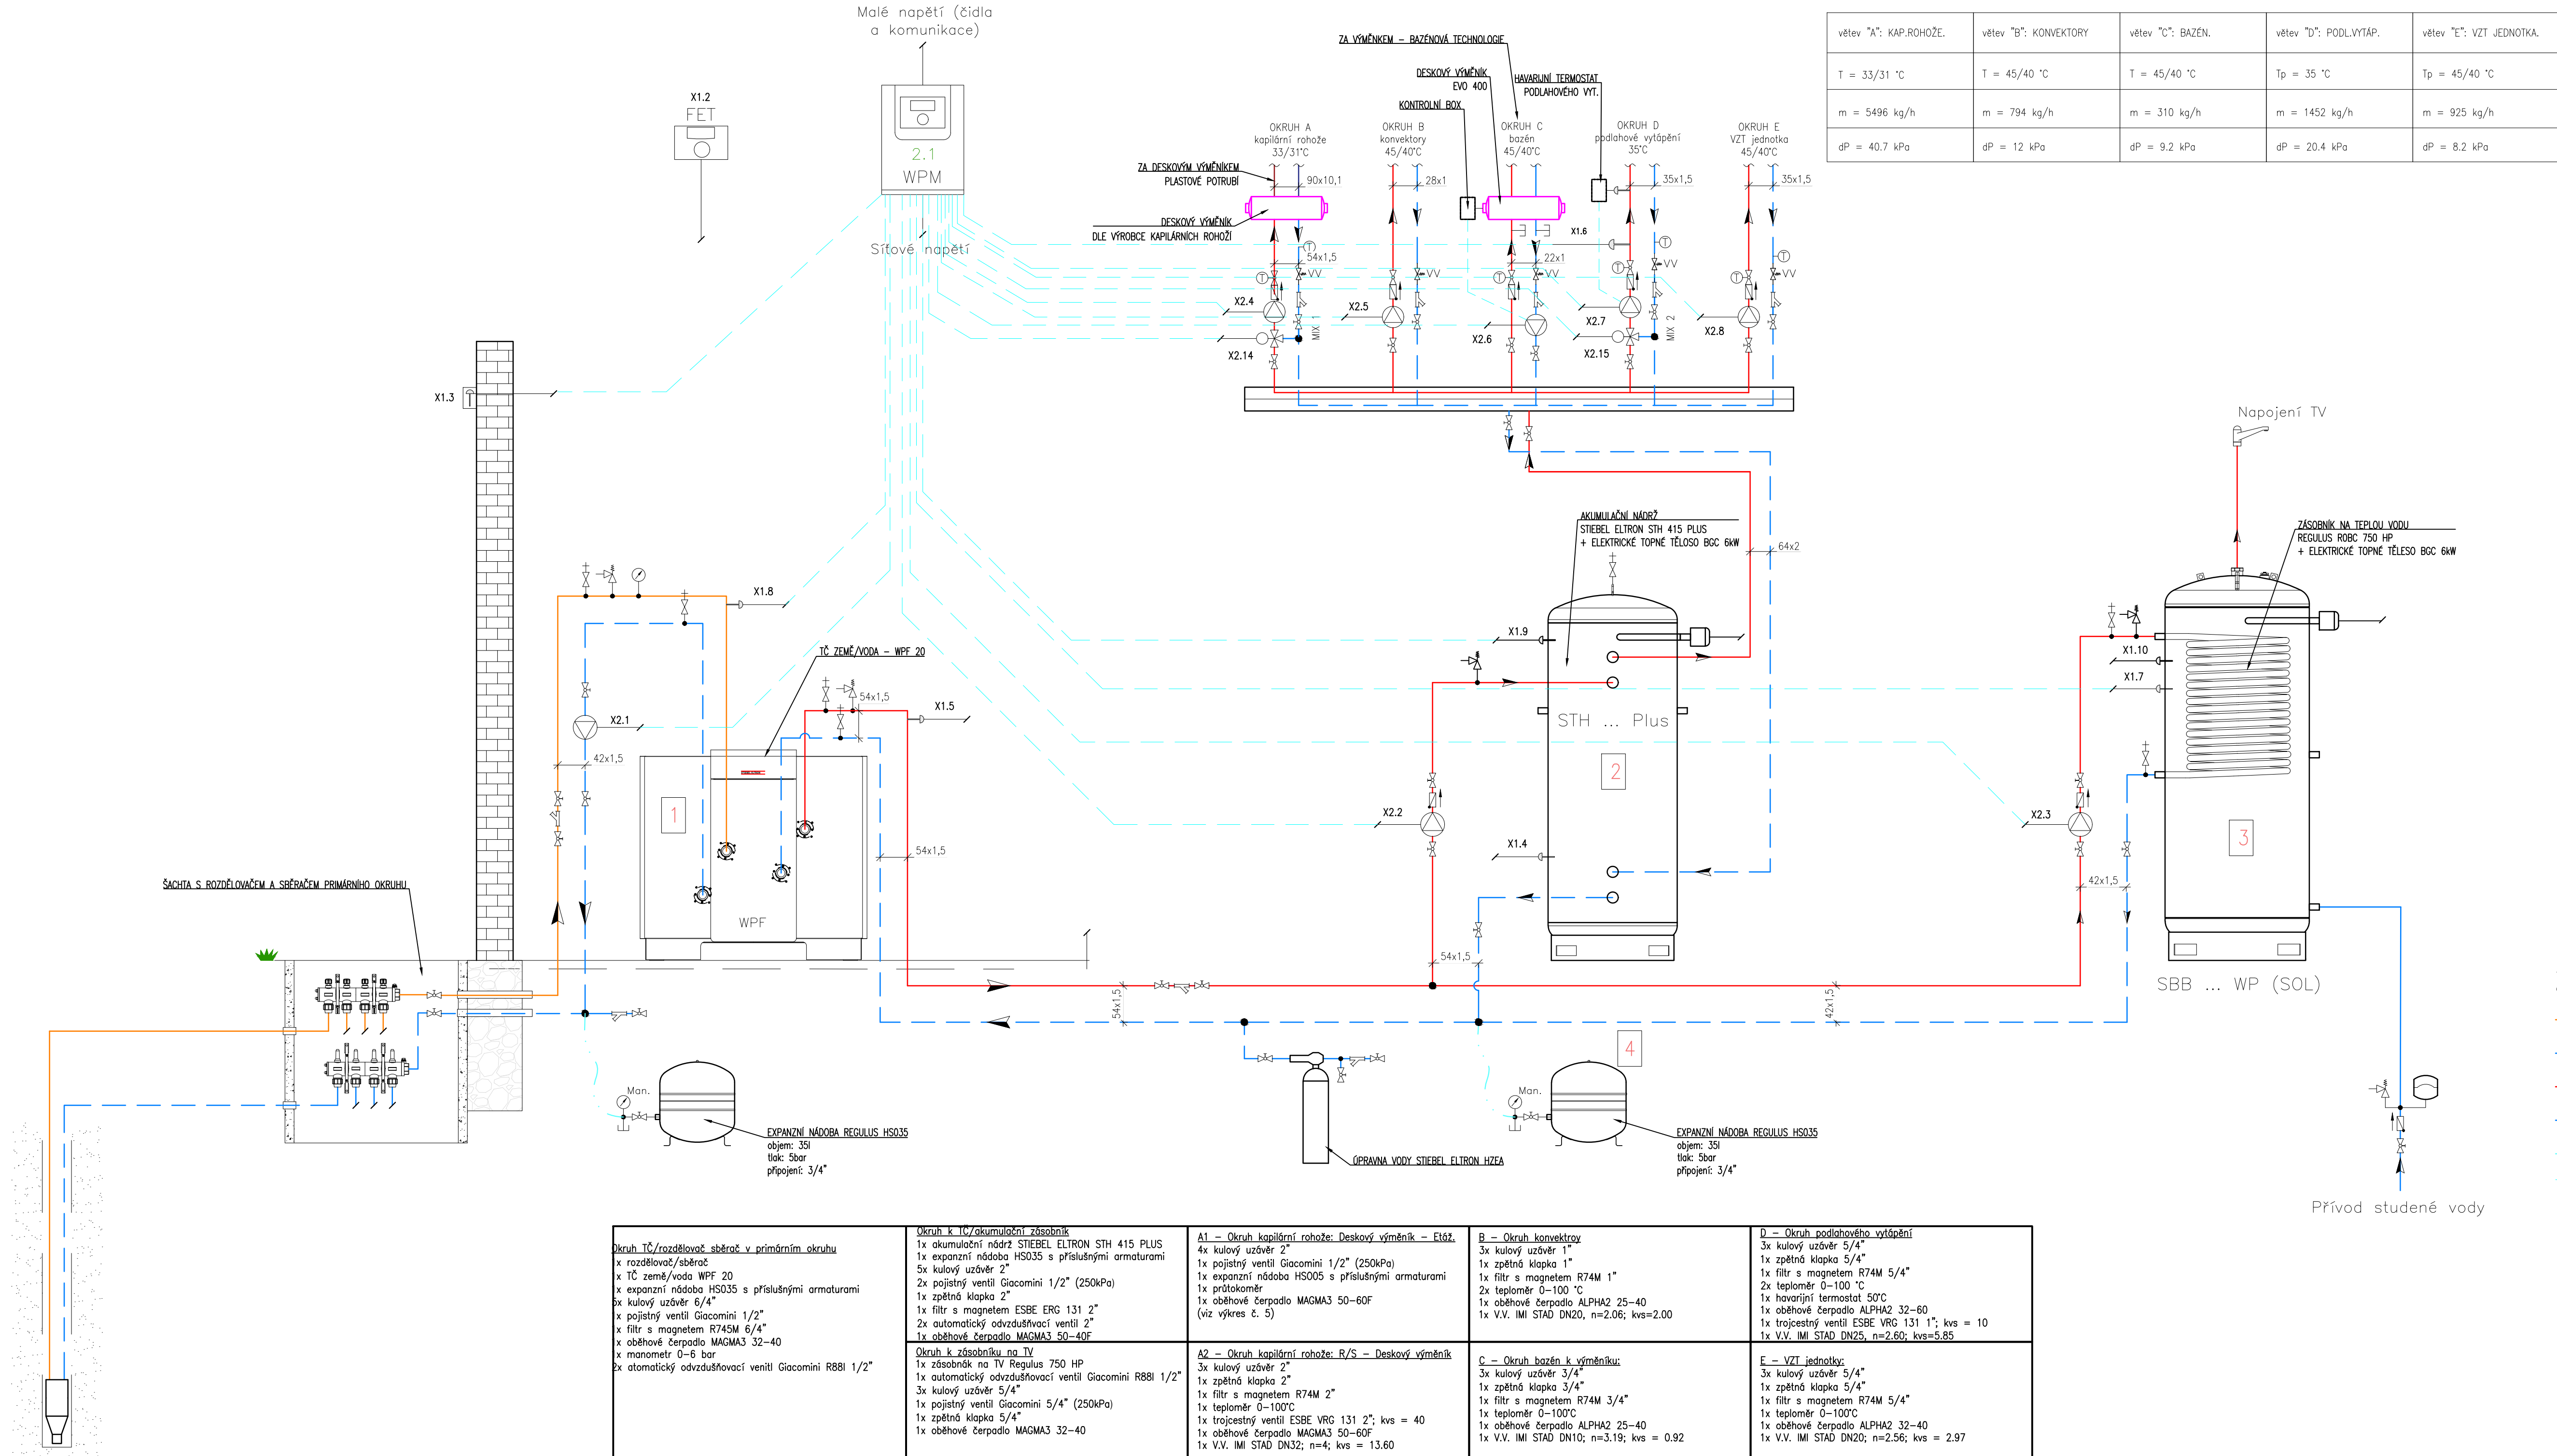 Malé napětí (čidla
a komunikace)
X1.2
FET
2.1
WPM
Síťové napětí
ZA VÝMĚNKEM – BAZÉNOVÁ TECHNOLOGIE
DESKOVÝ VÝMĚNÍK
EVO 400
HAVARIJNÍ TERMOSTAT
PODLAHOVÉHO VYT.
KONTROLNÍ BOX
OKRUH A
kapilární rohože
33/31°C
OKRUH B
konvektory
45/40°C
OKRUH C
bazén
45/40°C
OKRUH D
podlahové vytápění
35°C
OKRUH E
VZT jednotka
45/40°C
ZA DESKOVÝM VÝMĚNÍKEM
PLASTOVÉ POTRUBÍ
90x10,1
28x1
35x1,5
35x1,5
DESKOVÝ VÝMĚNÍK
DLE VÝROBCE KAPILÁRNÍCH ROHOŽÍ
X1.6
T
T
T
54x1,5
22x1
T
T
T
VV
VV
VV
VV
VV
X2.4
X2.5
X2.6
X2.7
X2.8
X2.14
X2.15
MIX 1
MIX 2
větev "A": KAP.ROHOŽE.
větev "B": KONVEKTORY
větev "C": BAZÉN.
větev "D": PODL.VYTÁP.
větev "E": VZT JEDNOTKA.
T = 33/31 °C
T = 45/40 °C
T = 45/40 °C
Tp = 35 °C
Tp = 45/40 °C
m = 5496 kg/h
m = 794 kg/h
m = 310 kg/h
m = 1452 kg/h
m = 925 kg/h
dP = 40.7 kPa
dP = 12 kPa
dP = 9.2 kPa
dP = 20.4 kPa
dP = 8.2 kPa
X1.3
Napojení TV
AKUMULAČNÍ NÁDRŽ
STIEBEL ELTRON STH 415 PLUS
+ ELEKTRICKÉ TOPNÉ TĚLOSO BGC 6kW
64x2
ZÁSOBNÍK NA TEPLOU VODU
REGULUS ROBC 750 HP
+ ELEKTRICKÉ TOPNÉ TĚLESO BGC 6kW
X1.8
X1.9
X1.10
X1.7
TČ ZEMĚ/VODA – WPF 20
54x1,5
X1.5
X2.1
42x1,5
STH ... Plus
1
2
3
X2.2
X2.3
X1.4
54x1,5
WPF
42x1,5
ŠACHTA S ROZDĚLOVAČEM A SBĚRAČEM PRIMÁRNÍHO OKRUHU
54x1,5
54x1,5
42x1,5
SBB ... WP (SOL)
4
Man.
Man.
EXPANZNÍ NÁDOBA REGULUS HS035
objem: 35l
tlak: 5bar
připojení: 3/4"
ÚPRAVNA VODY STIEBEL ELTRON HZEA
EXPANZNÍ NÁDOBA REGULUS HS035
objem: 35l
tlak: 5bar
připojení: 3/4"
Přívod studené vody
Okruh TČ/rozdělovač sběrač v primárním okruhu
1x rozdělovač/sběrač
1x TČ země/voda WPF 20
1x expanzní nádoba HS035 s příslušnými armaturami
6x kulový uzávěr 6/4"
1x pojistný ventil Giacomini 1/2"
1x filtr s magnetem R745M 6/4"
1x oběhové čerpadlo MAGMA3 32-40
1x manometr 0-6 bar
2x atomatický odvzdušňovací venitl Giacomini R88I 1/2"
Okruh k TČ/akumulační zásobník
1x akumulační nádrž STIEBEL ELTRON STH 415 PLUS
1x expanzní nádoba HS035 s příslušnými armaturami
5x kulový uzávěr 2"
2x pojistný ventil Giacomini 1/2" (250kPa)
1x zpětná klapka 2"
1x filtr s magnetem ESBE ERG 131 2"
2x automatický odvzdušňvací ventil 2"
1x oběhové čerpadlo MAGMA3 50-40F
Okruh k zásobníku na TV
1x zásobnák na TV Regulus 750 HP
1x automatický odvzdušňovací ventil Giacomini R88I 1/2"
3x kulový uzávěr 5/4"
1x pojistný ventil Giacomini 5/4" (250kPa)
1x zpětná klapka 5/4"
1x oběhové čerpadlo MAGMA3 32-40
A1 – Okruh kapilární rohože: Deskový výměník – Etáž.
4x kulový uzávěr 2"
1x pojistný ventil Giacomini 1/2" (250kPa)
1x expanzní nádoba HS005 s příslušnými armaturami
1x průtokoměr
1x oběhové čerpadlo MAGMA3 50-60F
(viz výkres č. 5)
A2 – Okruh kapilární rohože: R/S – Deskový výměník
3x kulový uzávěr 2"
1x zpětná klapka 2"
1x filtr s magnetem R74M 2"
1x teploměr 0-100°C
1x trojcestný ventil ESBE VRG 131 2"; kvs = 40
1x oběhové čerpadlo MAGMA3 50-60F
1x V.V. IMI STAD DN32; n=4; kvs = 13.60
B – Okruh konvektroy
3x kulový uzávěr 1"
1x zpětná klapka 1"
1x filtr s magnetem R74M 1"
2x teploměr 0-100 °C
1x oběhové čerpadlo ALPHA2 25-40
1x V.V. IMI STAD DN20, n=2.06; kvs=2.00
C – Okruh bazén k výměníku:
3x kulový uzávěr 3/4"
1x zpětná klapka 3/4"
1x filtr s magnetem R74M 3/4"
1x teploměr 0-100°C
1x oběhové čerpadlo ALPHA2 25-40
1x V.V. IMI STAD DN10; n=3.19; kvs = 0.92
D – Okruh podlahového vytápění
3x kulový uzávěr 5/4"
1x zpětná klapka 5/4"
1x filtr s magnetem R74M 5/4"
2x teploměr 0-100 °C
1x havarijní termostat 50°C
1x oběhové čerpadlo ALPHA2 32-60
1x trojcestný ventil ESBE VRG 131 1"; kvs = 10
1x V.V. IMI STAD DN25, n=2.60; kvs=5.85
E – VZT jednotky:
3x kulový uzávěr 5/4"
1x zpětná klapka 5/4"
1x filtr s magnetem R74M 5/4"
1x teploměr 0-100°C
1x oběhové čerpadlo ALPHA2 32-40
1x V.V. IMI STAD DN20; n=2.56; kvs = 2.97